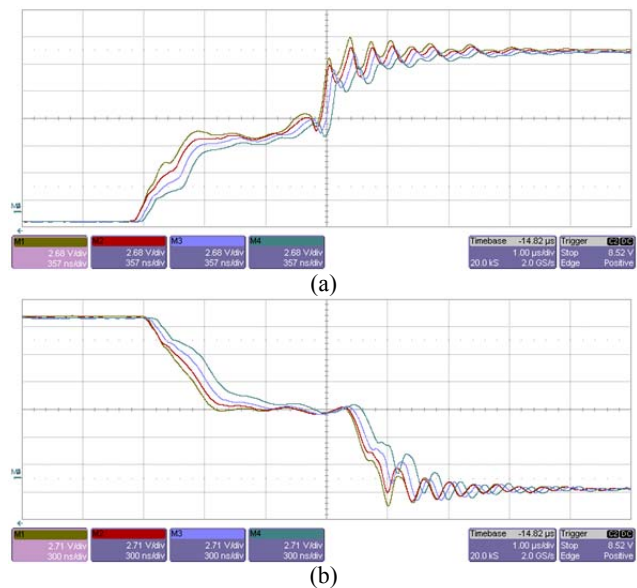 M1 M2 M3 M4 Timebase -14.82 µs Trigger C2 DC
2.68 V/div 2.68 V/div 2.68 V/div 2.68 V/div 1.00 µs/div Stop 8.52 V
357 ns/div 357 ns/div 357 ns/div 357 ns/div 20.0 kS 2.0 GS/s Edge Positive
(a)
M1 M2 M3 M4 Timebase -14.82 µs Trigger C2 DC
2.71 V/div 2.71 V/div 2.71 V/div 2.71 V/div 1.00 µs/div Stop 8.52 V
300 ns/div 300 ns/div 300 ns/div 300 ns/div 20.0 kS 2.0 GS/s Edge Positive
(b)